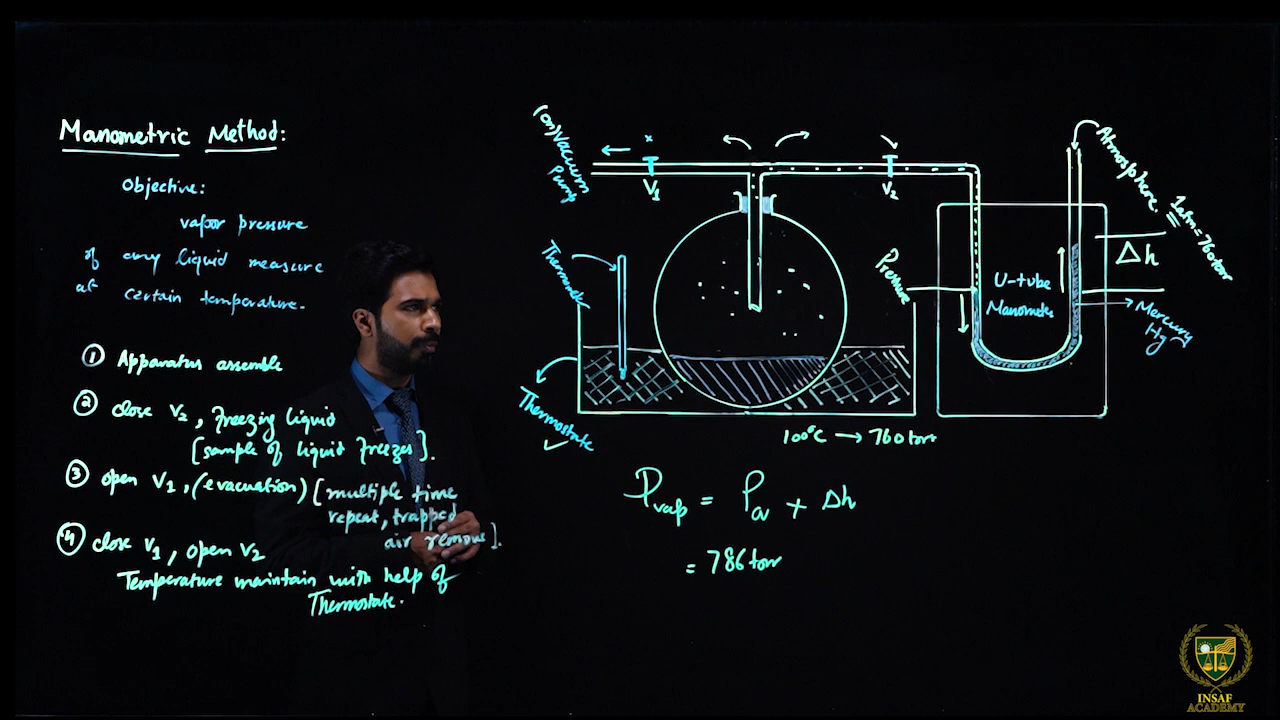 Manometric Method:
Objective:
vapor pressure
of any liquid measure
at certain temperature.
① Apparatus assemble
② close V₂, freezing liquid
[sample of liquid freezes].
③ open V₁, (evacuation) [multiple time
repeat, trapped
air remove].
④ close V₁, open V₂
Temperature maintain with help of
Thermostate.
(on) Vacuum
Pump
V₁
V₂
Atmosphere
1atm = 760torr
Δh
Thermometer
Pressure
U-tube
Manometer
Mercury
Hg
Thermostate
100°C → 760 torr
P vap = Pa + Δh
= 786 torr
INSAF
ACADEMY